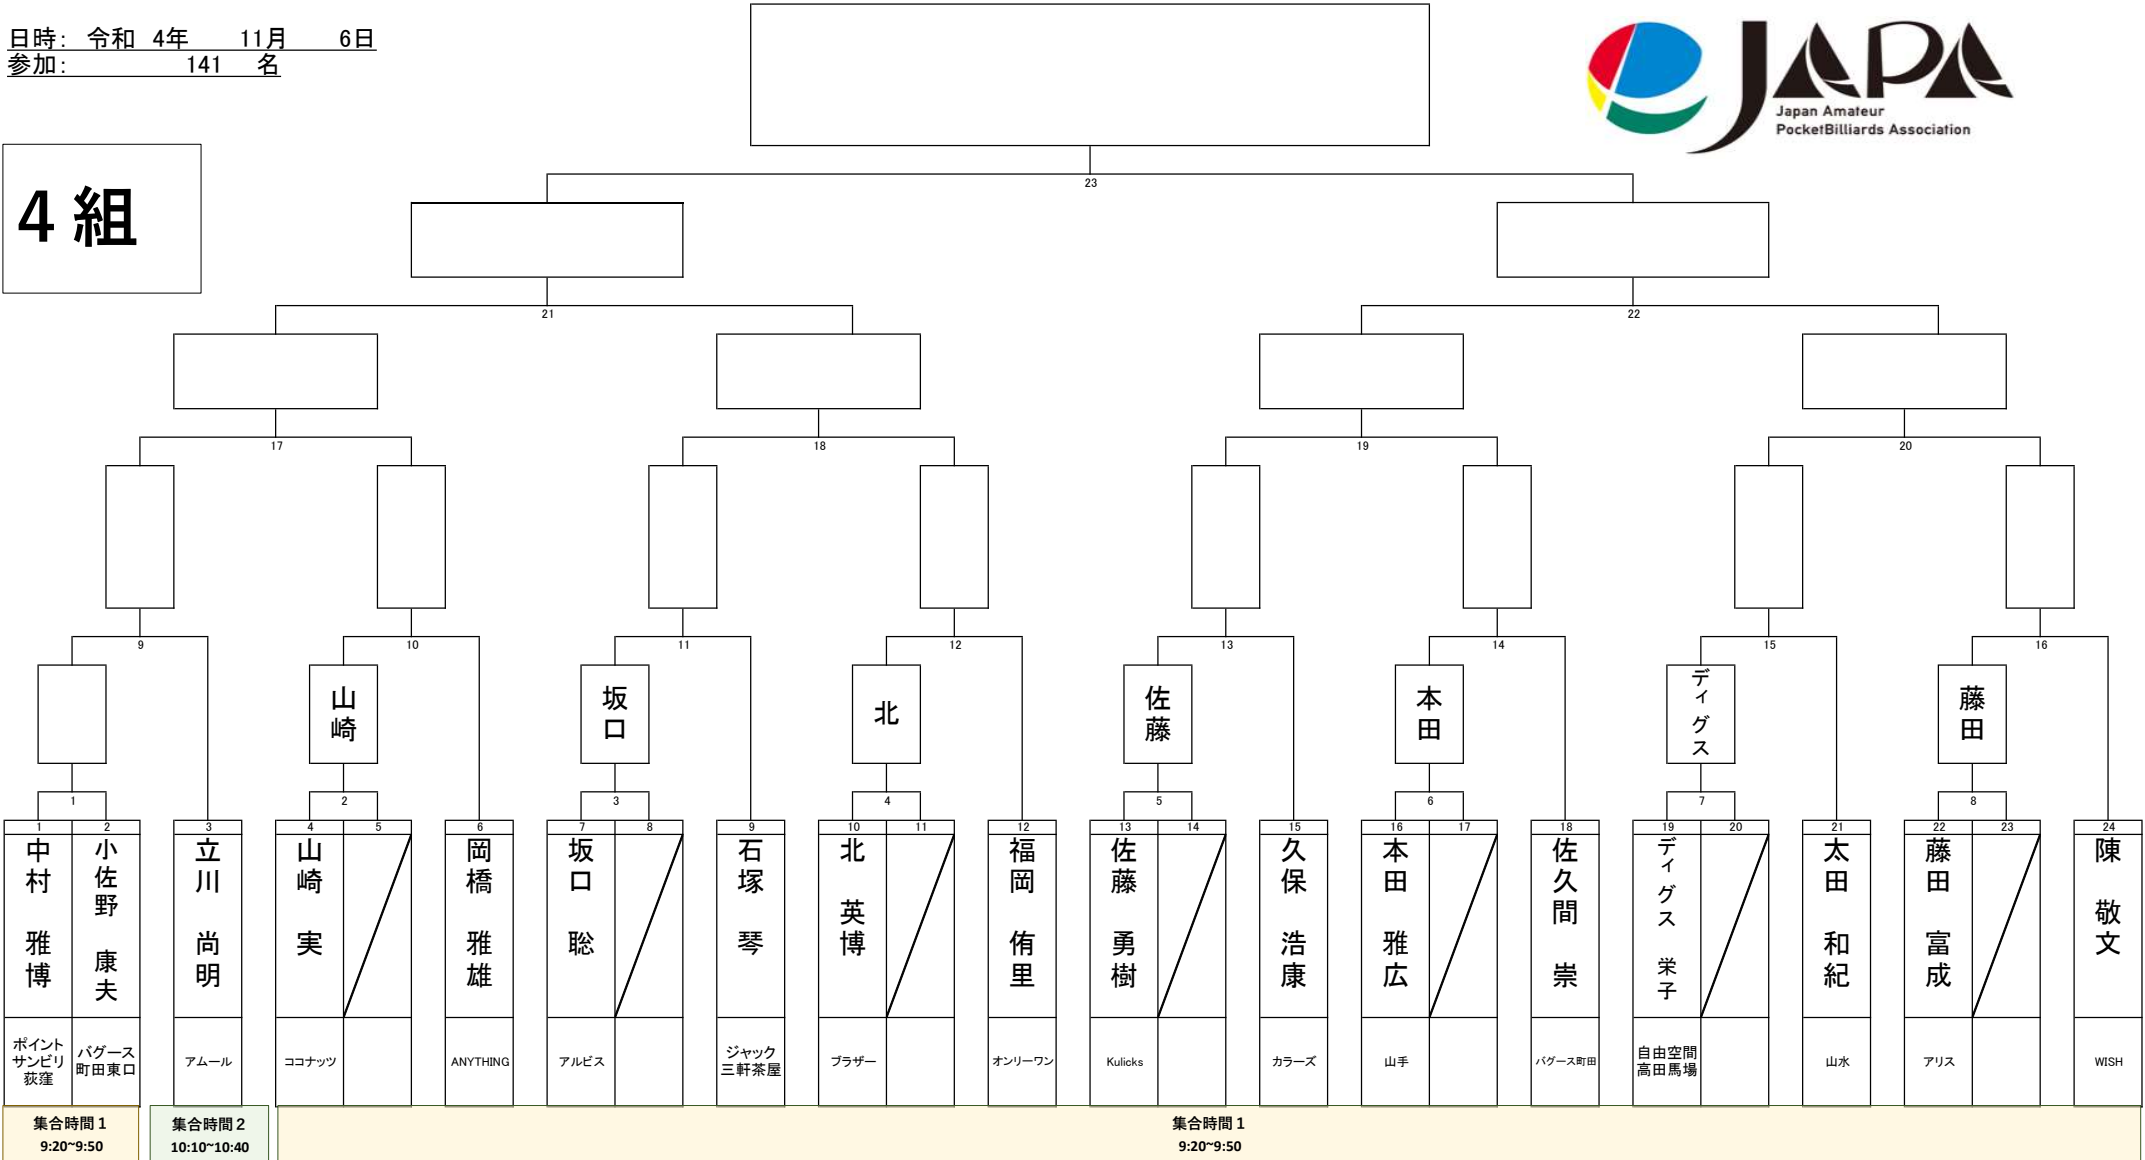 日時： 令和 4年 11月 6日
参加： 141 名
JAPA
Japan Amateur
PocketBilliards Association
4組
23
21
22
17
18
19
20
9
10
11
12
13
14
15
16
山崎
坂口
北
佐藤
本田
ディグス
藤田
1
2
3
4
5
6
7
8
1 2 3 4 5 6 7 8 9 10 11 12 13 14 15 16 17 18 19 20 21 22 23 24
中村 雅博
小佐野 康夫
立川 尚明
山崎 実
岡橋 雅雄
坂口 聡
石塚 琴
北 英博
福岡 侑里
佐藤 勇樹
久保 浩康
本田 雅広
佐久間 崇
ディグス 栄子
太田 和紀
藤田 富成
陳 敬文
ポイント
サンビリ
荻窪
バグース
町田東口
アムール
ココナッツ
ANYTHING
アルビス
ジャック
三軒茶屋
ブラザー
オンリーワン
Kulicks
カラーズ
山手
バグース町田
自由空間
高田馬場
山水
アリス
WISH
集合時間１
9:20~9:50
集合時間２
10:10~10:40
集合時間１
9:20~9:50